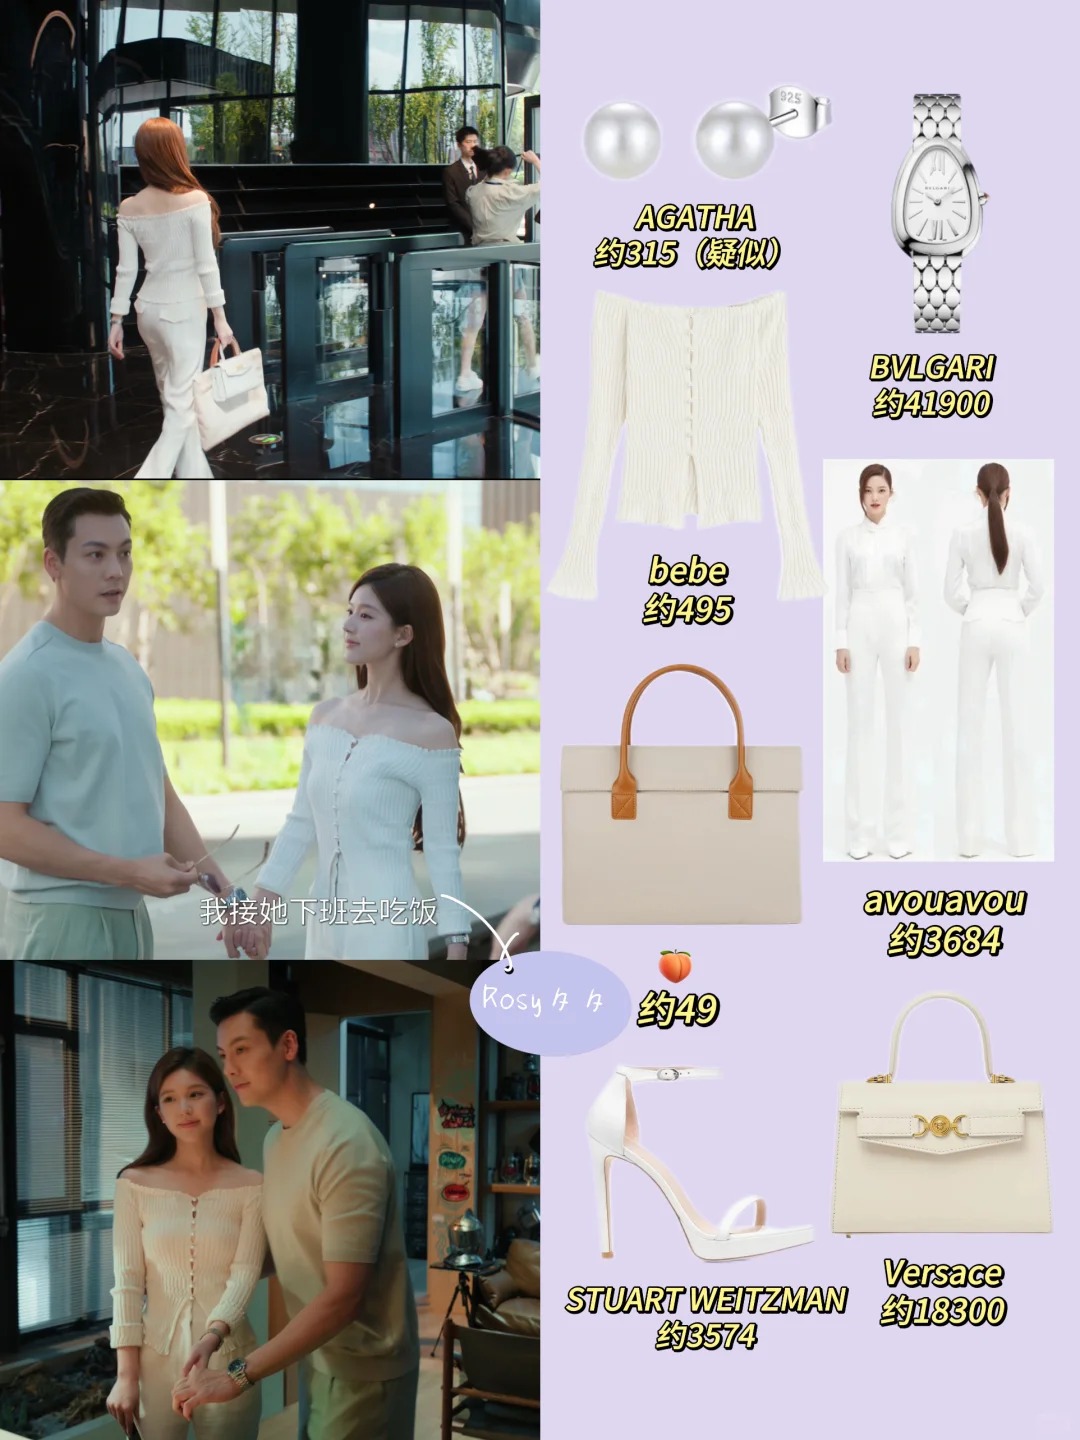 925
AGATHA
约315（疑似）
BVLGARI
BVLGARI
约41900
bebe
约495
avouavou
约3684
我接她下班去吃饭
Rosy夕夕
🍑
约49
STUART WEITZMAN
约3574
Versace
约18300